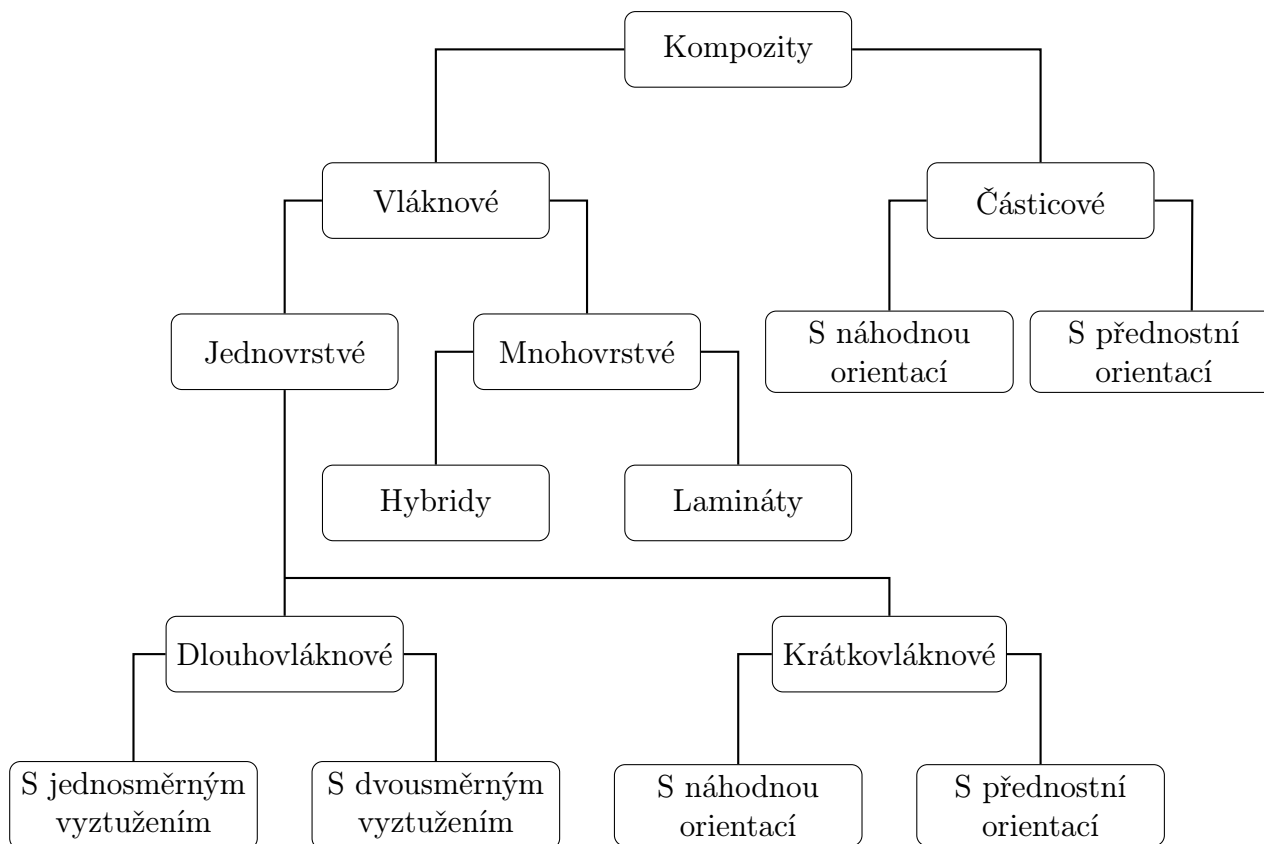 Kompozity
Vláknové
Částicové
Jednovrstvé
Mnohovrstvé
S náhodnou
orientací
S přednostní
orientací
Hybridy
Lamináty
Dlouhovláknové
Krátkovláknové
S jednosměrným
vyztužením
S dvousměrným
vyztužením
S náhodnou
orientací
S přednostní
orientací